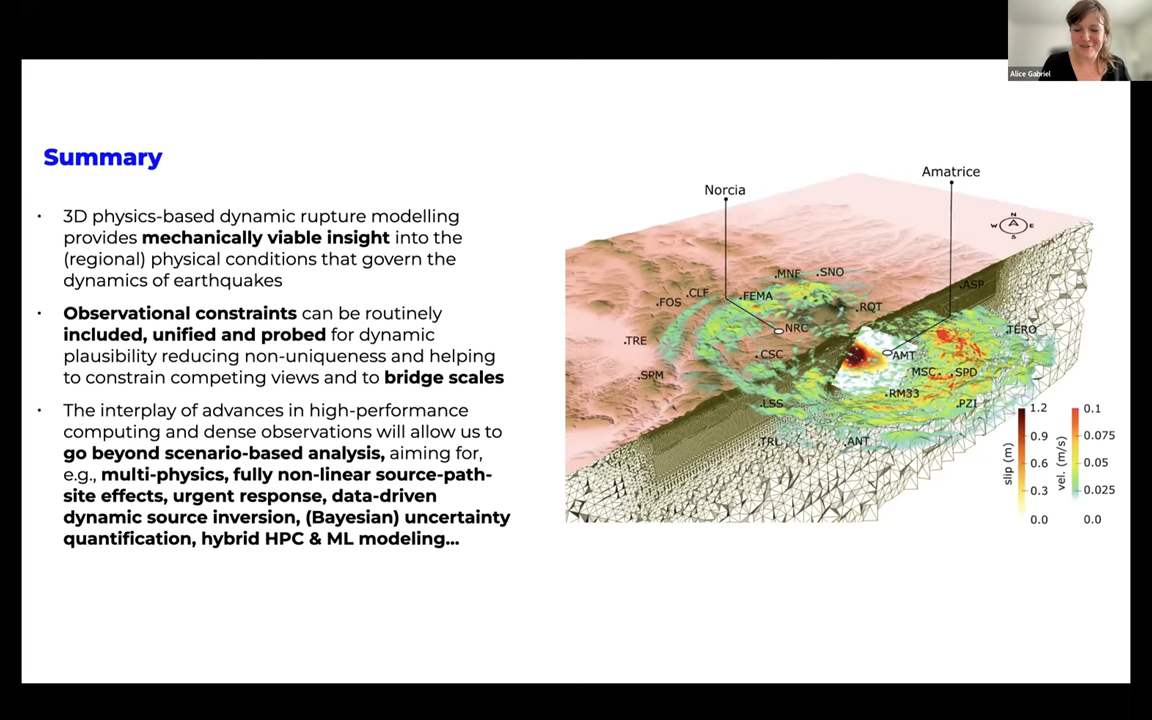 Alice Gabriel
Summary
• 3D physics-based dynamic rupture modelling
provides mechanically viable insight into the
(regional) physical conditions that govern the
dynamics of earthquakes
• Observational constraints can be routinely
included, unified and probed for dynamic
plausibility reducing non-uniqueness and helping
to constrain competing views and to bridge scales
• The interplay of advances in high-performance
computing and dense observations will allow us to
go beyond scenario-based analysis, aiming for,
e.g., multi-physics, fully non-linear source-path-
site effects, urgent response, data-driven
dynamic source inversion, (Bayesian) uncertainty
quantification, hybrid HPC & ML modeling...
Amatrice
Norcia
N
W A E
S
MNF
SNO
ASP
CLF
FEMA
FOS
RQT
NRC
TERO
TRE
CSC
AMT
SPM
MSC
SPD
RM33
LSS
PZI
TRL
ANT
slip (m)
1.2
0.9
0.6
0.3
0.0
vel. (m/s)
0.1
0.075
0.05
0.025
0.0